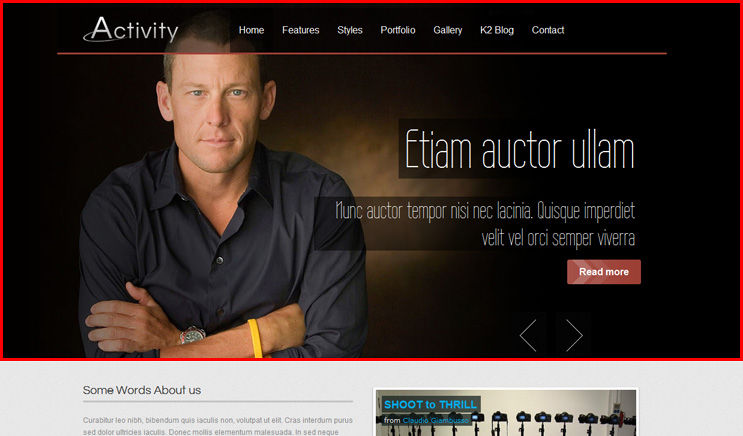 Activity
Home Features Styles Portfolio Gallery K2 Blog Contact
Etiam auctor ullam
Nunc auctor tempor nisi nec lacinia. Quisque imperdiet
velit vel orci semper viverra
Read more
Some Words About us
Curabitur leo nibh, bibendum quis iaculis non, volutpat ut elit. Cras interdum purus
sed dolor ultricies iaculis. Donec mollis elementum malesuada. In sed neque
SHOOT to THRILL
from Claudio Giambusso